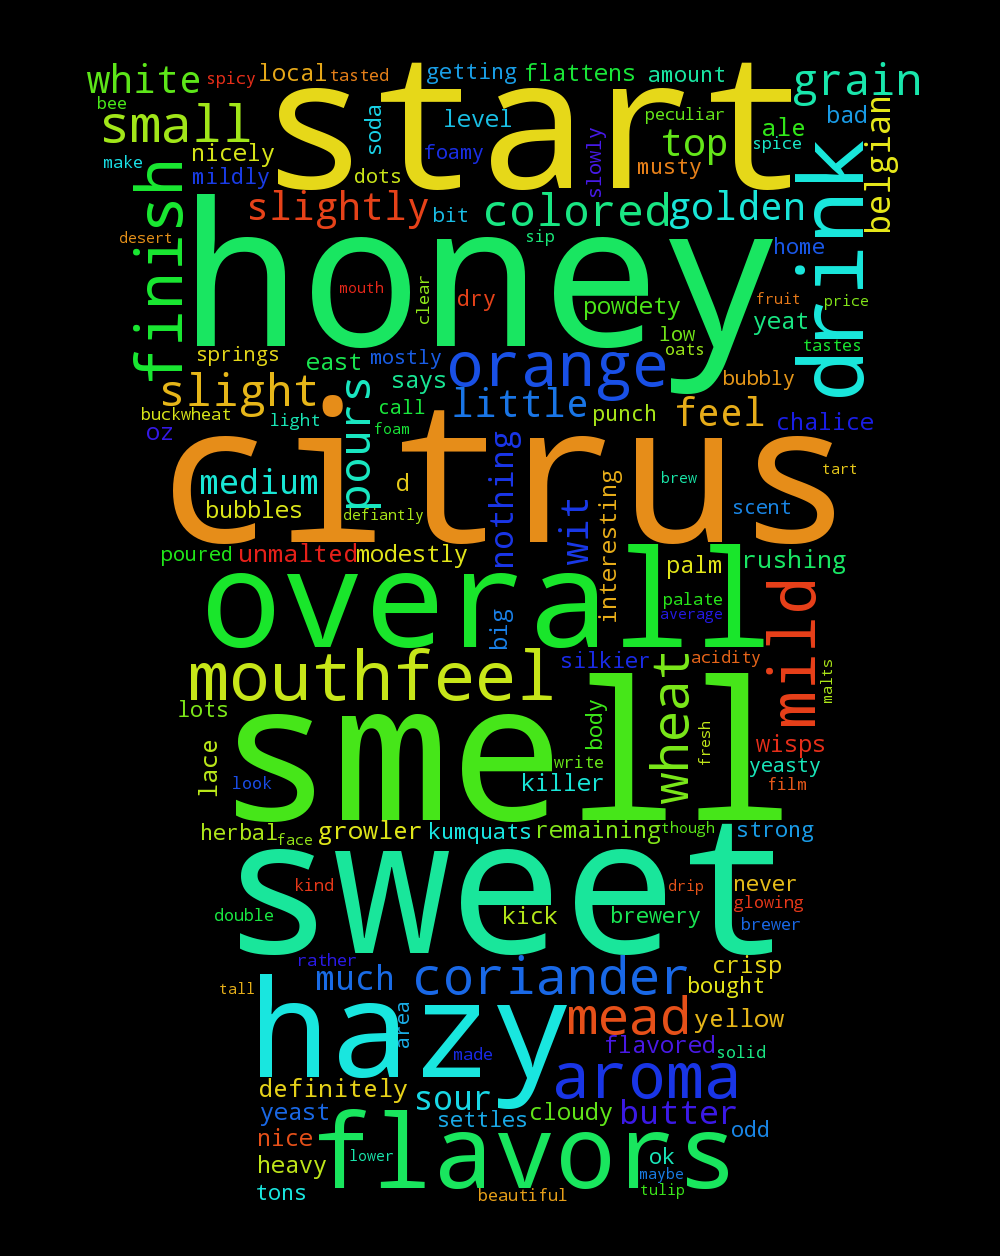 white spicy local tasted start getting flattens amount grain
bee small soda level peculiar top ale bad
make nicely foamy slowly spice belgian
mildly dots musty
finish slightly bit colored golden drink
desert sip home
honey
mouth clear dry powdety fruit price
low yeat
springs east mostly orange oats tastes
slight pours says bubbly
buckwheat light call little punch feel chalice
oz foam
citrus
medium d nothing wit interesting brew tart
bubbles defiantly scent
poured unmalted modestly palm rushing
overall big palate mild
average
mouthfeel silkier wheat acidity malts
lots body
smell fresh wisps
lace look write yeasty
killer film
herbal face growler kumquats remaining though strong
sweet
kind drip never
double kick brewery glowing
brewer
rather much coriander crisp
tall bought
hazy area mead yellow
made flavored solid
definitely aroma
yeast sour settles cloudy butter odd
nice flavors
heavy lower ok
tons beautiful maybe
tulip